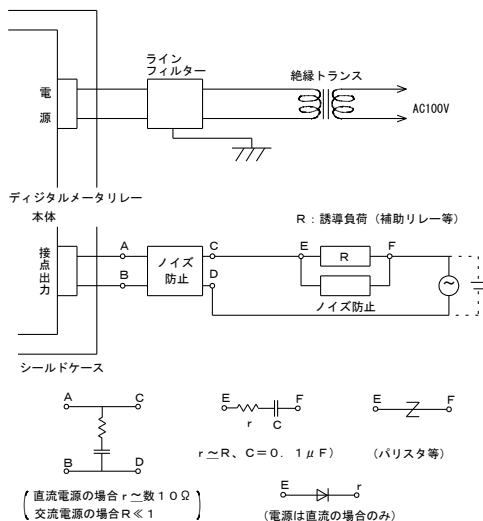 ライン
フィルター
絶縁トランス
電
源
AC100V
ディジタルメータリレー
本体
R：誘導負荷（補助リレー等）
接点出力
A
B
ノイズ
防止
C
D
E
R
F
~
ノイズ防止
シールドケース
A
C
B
D
E
r
C
F
E
F
r≃R、C=0．1μF）
（パリスタ等）
直流電源の場合r≃数10Ω
交流電源の場合R≪1
E
r
（電源は直流の場合のみ）